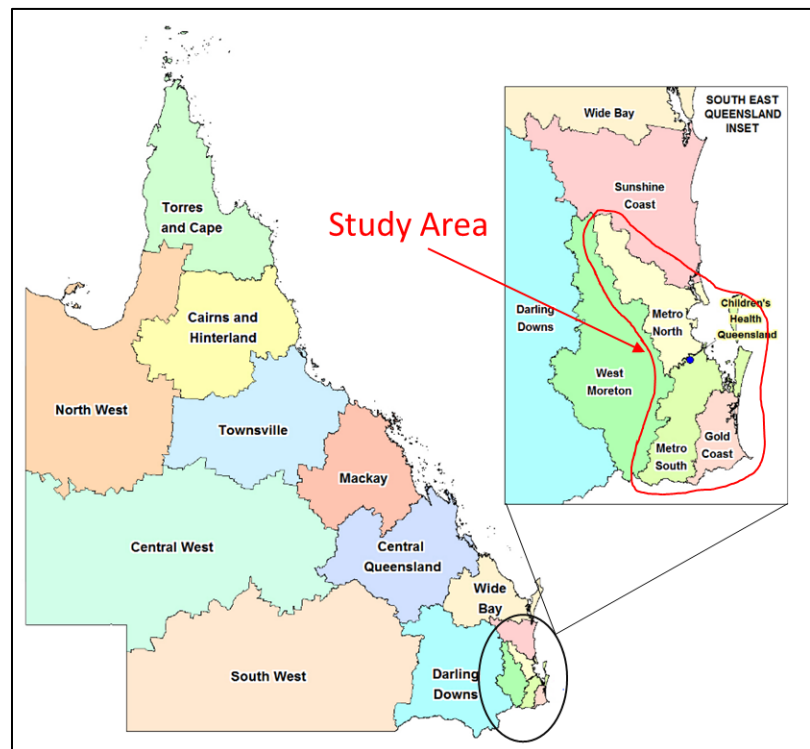 Torres
and Cape
Cairns and
Hinterland
North West
Townsville
Mackay
Central West
Central
Queensland
Wide
Bay
South West
Darling
Downs
Study Area
SOUTH EAST
QUEENSLAND
INSET
Wide Bay
Sunshine
Coast
Darling
Downs
Metro
North
Children's
Health
Queensland
West
Moreton
Metro
South
Gold
Coast